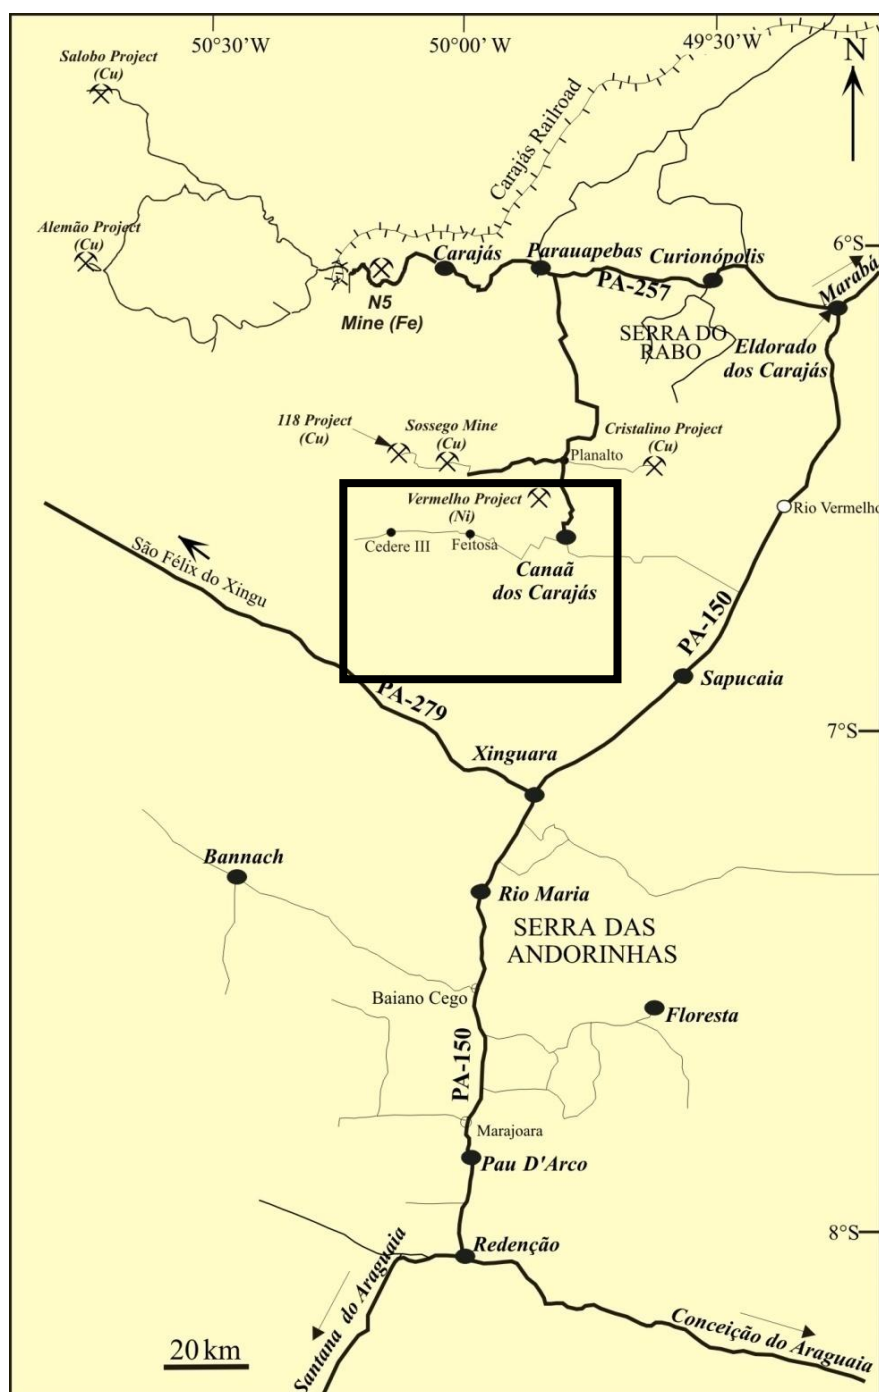 50°30’W
50°00’W
49°30’W
N
Salobo Project
(Cu)
Carajás Railroad
Alemão Project
(Cu)
Carajás
Parauapebas
Curionópolis
6°S
Marabá
PA-257
N5
Mine (Fe)
SERRA DO
RABO
Eldorado
dos Carajás
118 Project
(Cu)
Sossego Mine
(Cu)
Cristalino Project
(Cu)
Planalto
Vermelho Project
(Ni)
Rio Vermelho
Cedere III
Feitosa
São Félix do Xingu
Canaã
dos Carajás
PA-150
Sapucaia
PA-279
7°S
Xinguara
Bannach
Rio Maria
SERRA DAS
ANDORINHAS
Baiano Cego
Floresta
PA-150
Marajoara
Pau D'Arco
8°S
Redenção
Santana do Araguaia
Conceição do Araguaia
20 km